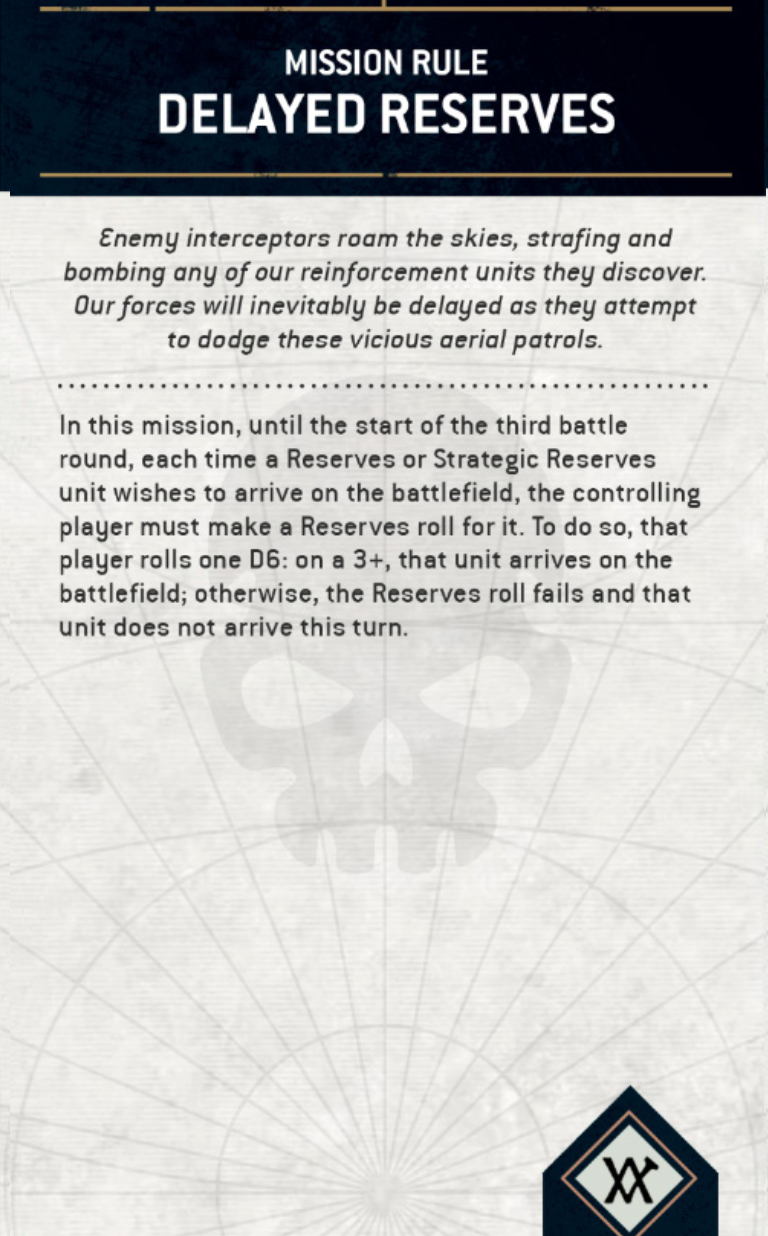 MISSION RULE
DELAYED RESERVES
Enemy interceptors roam the skies, strafing and
bombing any of our reinforcement units they discover.
Our forces will inevitably be delayed as they attempt
to dodge these vicious aerial patrols.
In this mission, until the start of the third battle
round, each time a Reserves or Strategic Reserves
unit wishes to arrive on the battlefield, the controlling
player must make a Reserves roll for it. To do so, that
player rolls one D6: on a 3+, that unit arrives on the
battlefield; otherwise, the Reserves roll fails and that
unit does not arrive this turn.